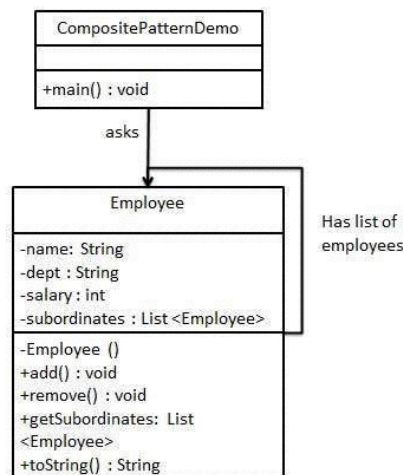 CompositePatternDemo
+main() : void
asks
Employee
-name: String
-dept : String
-salary : int
-subordinates : List <Employee>
Has list of
employees
-Employee ()
+add() : void
+remove() : void
+getSubordinates: List
<Employee>
+toString() : String